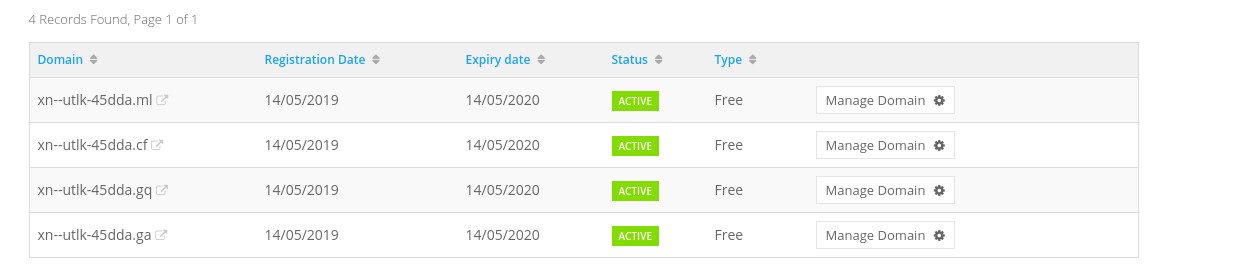 4 Records Found, Page 1 of 1
Domain Registration Date Expiry date Status Type
xn--utlk-45dda.ml 14/05/2019 14/05/2020 ACTIVE Free Manage Domain
xn--utlk-45dda.cf 14/05/2019 14/05/2020 ACTIVE Free Manage Domain
xn--utlk-45dda.gq 14/05/2019 14/05/2020 ACTIVE Free Manage Domain
xn--utlk-45dda.ga 14/05/2019 14/05/2020 ACTIVE Free Manage Domain